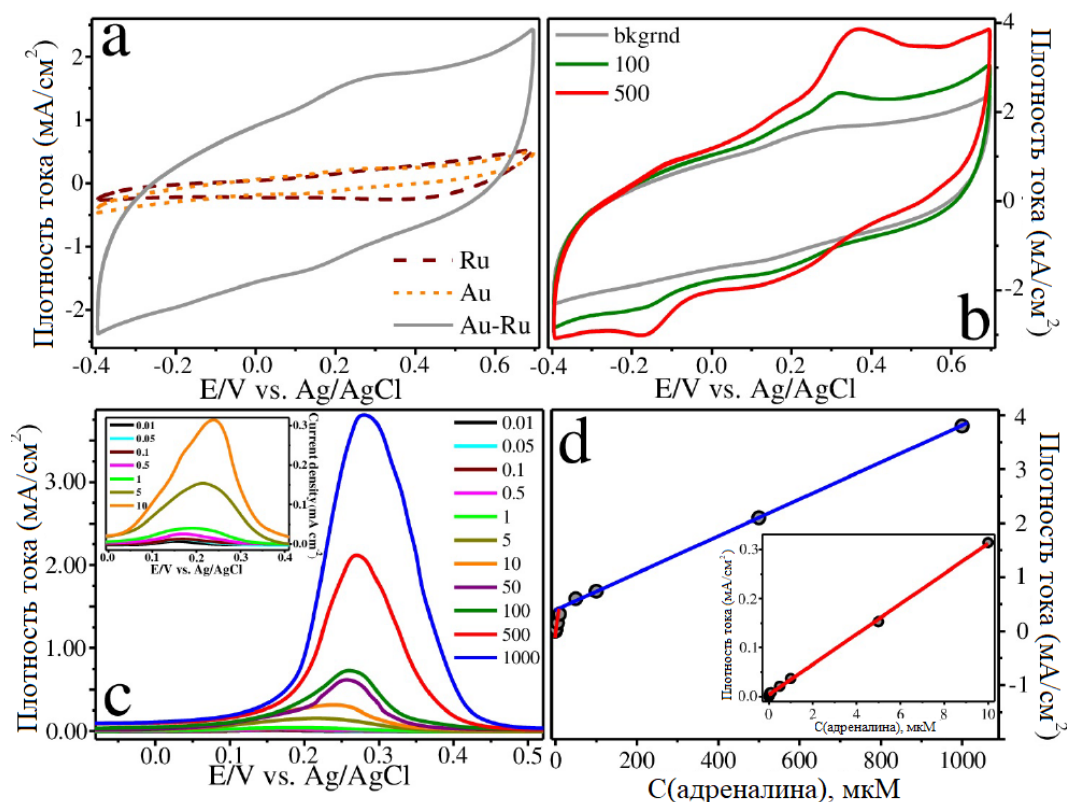 a
2
1
0
-1
-2
Плотность тока (мА/см²)
Ru
Au
Au-Ru
-0.4 -0.2 0.0 0.2 0.4 0.6
E/V vs. Ag/AgCl
b
bkgrnd
100
500
4
2
0
-2
Плотность тока (мА/см²)
-0.4 -0.2 0.0 0.2 0.4 0.6
E/V vs. Ag/AgCl
c
3.00
2.25
1.50
0.75
0.00
Плотность тока (мА/см²)
0.01
0.05
0.1
0.5
1
5
10
0.3
0.2
0.1
0.0
Current density/mA cm⁻²
0.0 0.1 0.2 0.3 0.4
E/V vs. Ag/AgCl
0.01
0.05
0.1
0.5
1
5
10
50
100
500
1000
0.0 0.1 0.2 0.3 0.4 0.5
E/V vs. Ag/AgCl
d
4
3
2
1
0
-1
Плотность тока (мА/см²)
0.3
0.2
0.1
0.0
Плотность тока (мА/см²)
0 2 4 6 8 10
С(адреналина), мкМ
0 200 400 600 800 1000
С(адреналина), мкМ